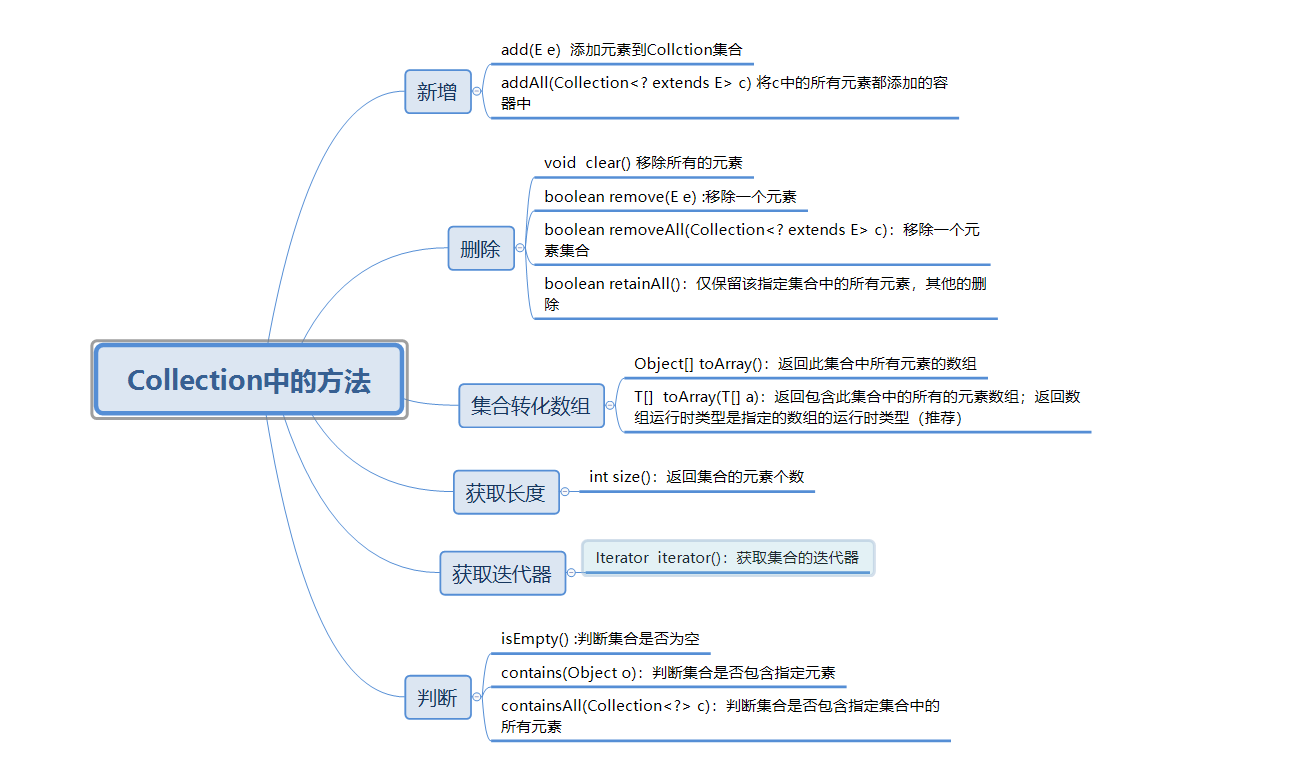 add(E e)  添加元素到Collction集合
新增
addAll(Collection<? extends E> c) 将c中的所有元素都添加的容
器中
void  clear() 移除所有的元素
boolean remove(E e) :移除一个元素
删除
boolean removeAll(Collection<? extends E> c)：移除一个元
素集合
boolean retainAll()：仅保留该指定集合中的所有元素，其他的删
除
Collection中的方法
Object[] toArray()：返回此集合中所有元素的数组
集合转化数组
T[]  toArray(T[] a)：返回包含此集合中的所有的元素数组；返回数
组运行时类型是指定的数组的运行时类型（推荐）
获取长度
int size()：返回集合的元素个数
获取迭代器
Iterator  iterator()：获取集合的迭代器
isEmpty() :判断集合是否为空
判断
contains(Object o)：判断集合是否包含指定元素
containsAll(Collection<?> c)：判断集合是否包含指定集合中的
所有元素